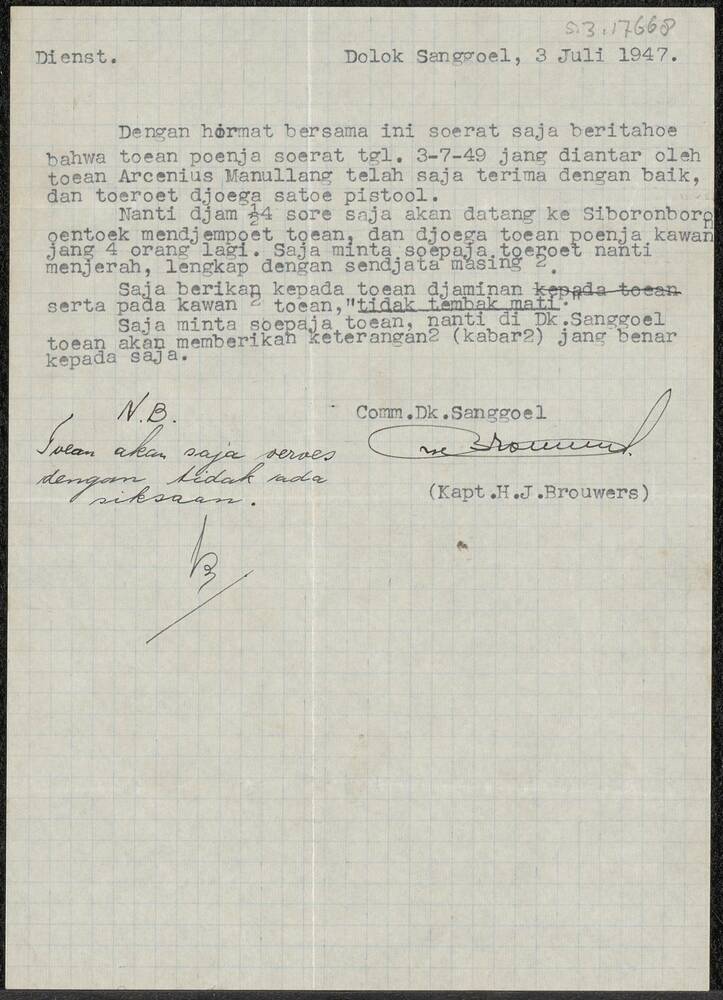 S3.17668
Dienst. Dolok Sanggoel, 3 Juli 1947.
Dengan hormat bersama ini soerat saja beritahoe
bahwa toean poenja soerat tgl. 3-7-49 jang diantar oleh
toean Arcenius Manullang telah saja terima dengan baik,
dan toeroet djoega satoe pistool.
Nanti djam ½4 sore saja akan datang ke Siboronboro
oentoek mendjempoet toean, dan djoega toean poenja kawan
jang 4 orang lagi. Saja minta soepaja toeroet nanti
menjerah, lengkap dengan sendjata masing 2.
Saja berikan kepada toean djaminan kepada toean
serta pada kawan 2 toean,"tidak tembak mati".
Saja minta soepaja toean, nanti di Dk.Sanggoel
toean akan memberikan keterangan2 (kabar2) jang benar
kepada saja.
Comm.Dk.Sanggoel
(Kapt.H.J.Brouwers)
N.B.
Toean akan saja verves
dengan tidak ada
siksaan.
B